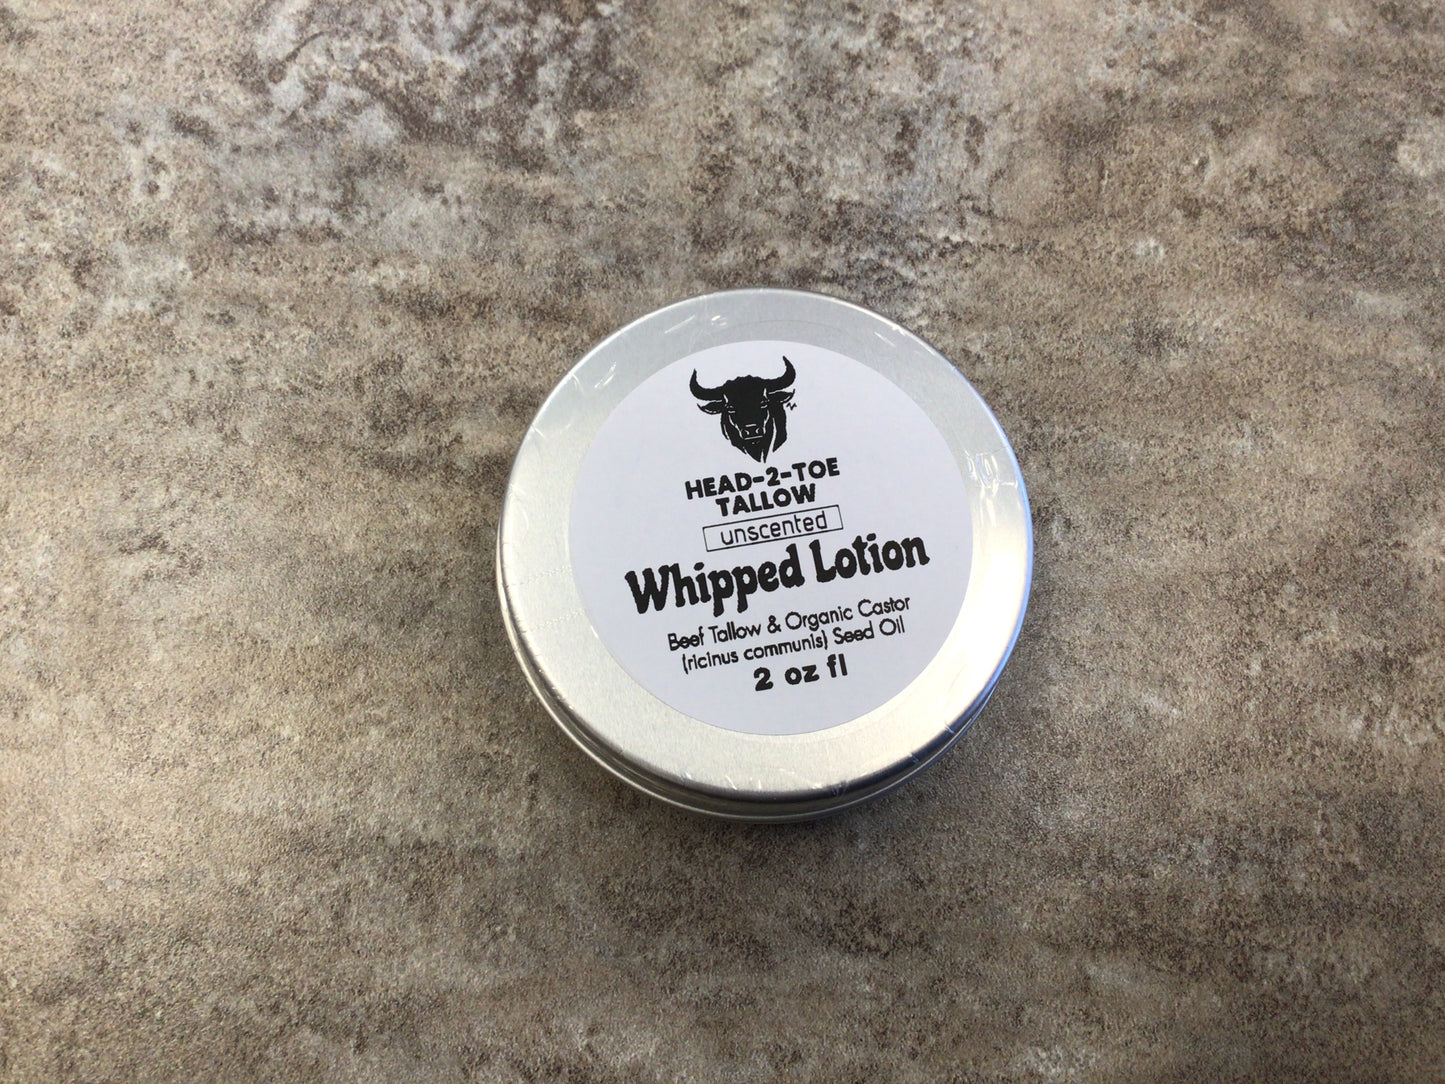 HEAD-2-TOE
TALLOW
unscented
Whipped Lotion
Beef Tallow & Organic Castor
(ricinus communis) Seed Oil
2 oz fl